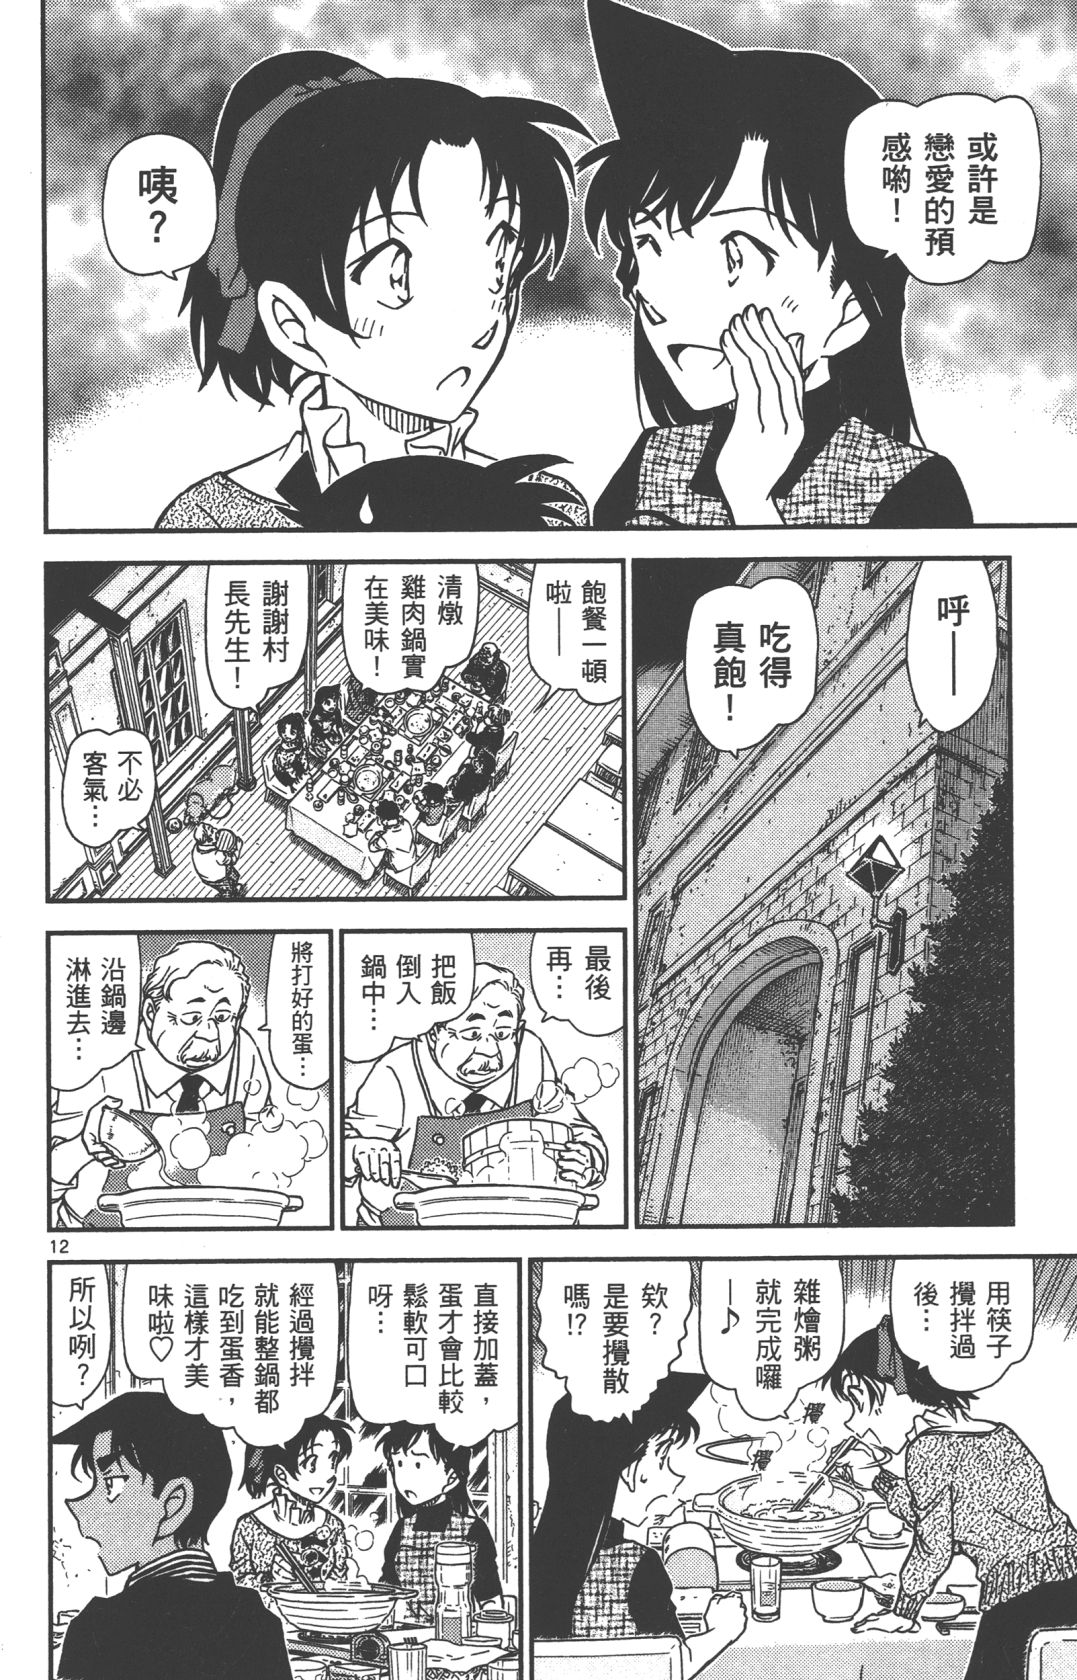 或許是
戀愛的預
感喲！
咦？
呼——
吃得
真飽！
飽餐一頓
啦——
清燉
雞肉鍋實
在美味！
謝謝村
長先生！
不必
客氣…
最後
再…
把飯
倒入
鍋中…
將打好的蛋…
沿鍋邊
淋進去…
12
用筷子
攪拌過
後…
雜燴粥
就完成囉
—♪
攪
攪
欸？
是要攪散
嗎!?
直接加蓋，
蛋才會比較
鬆軟可口
呀…
經過攪拌
就能整鍋都
吃到蛋香，
這樣才美
味啦♡
所以咧？